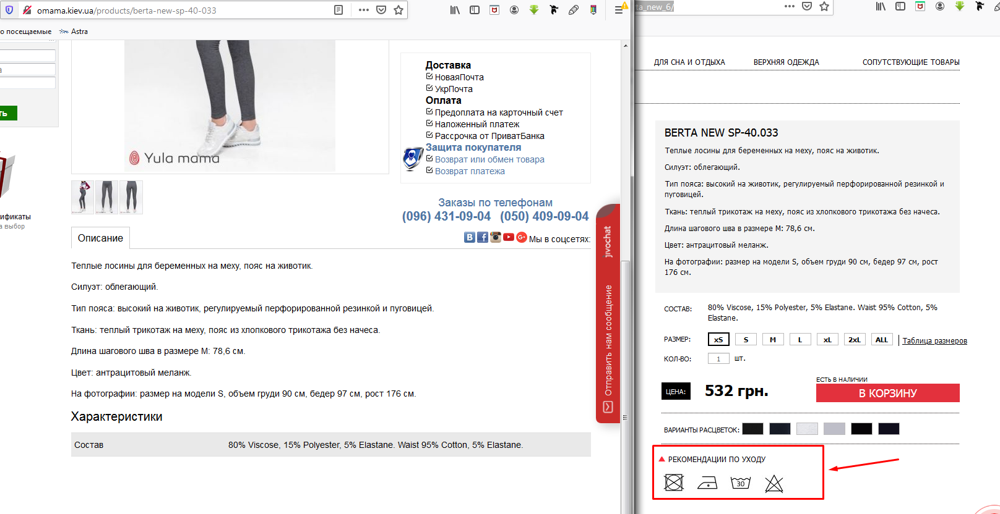 omama.kiev.ua/products/berta-new-sp-40-033
ta_new_6/
о посещаемые
Astra
ть
ификаты
а выбор
Yula mama
Доставка
НоваяПочта
УкрПочта
Оплата
Предоплата на карточный счет
Наложенный платеж
Рассрочка от ПриватБанка
Защита покупателя
Возврат или обмен товара
Возврат платежа
Заказы по телефонам
(096) 431-09-04 (050) 409-09-04
Мы в соцсетях:
Описание
Теплые лосины для беременных на меху, пояс на животик.
Силуэт: облегающий.
Тип пояса: высокий на животик, регулируемый перфорированной резинкой и пуговицей.
Ткань: теплый трикотаж на меху, пояс из хлопкового трикотажа без начеса.
Длина шагового шва в размере М: 78,6 см.
Цвет: антрацитовый меланж.
На фотографии: размер на модели S, объем груди 90 см, бедер 97 см, рост 176 см.
Характеристики
Состав 80% Viscose, 15% Polyester, 5% Elastane. Waist 95% Cotton, 5% Elastane.
jivochat
Отправить нам сообщение
ДЛЯ СНА И ОТДЫХА ВЕРХНЯЯ ОДЕЖДА СОПУТСТВУЮЩИЕ ТОВАРЫ
BERTA NEW SP-40.033
Теплые лосины для беременных на меху, пояс на животик.
Силуэт: облегающий.
Тип пояса: высокий на животик, регулируемый перфорированной резинкой и
пуговицей.
Ткань: теплый трикотаж на меху, пояс из хлопкового трикотажа без начеса.
Длина шагового шва в размере М: 78,6 см.
Цвет: антрацитовый меланж.
На фотографии: размер на модели S, объем груди 90 см, бедер 97 см, рост
176 см.
СОСТАВ: 80% Viscose, 15% Polyester, 5% Elastane. Waist 95% Cotton, 5%
Elastane.
РАЗМЕР: xS S M L xL 2xL ALL Таблица размеров
КОЛ-ВО: 1 шт.
ЕСТЬ В НАЛИЧИИ
ЦЕНА: 532 грн. В КОРЗИНУ
ВАРИАНТЫ РАСЦВЕТОК:
РЕКОМЕНДАЦИИ ПО УХОДУ
30